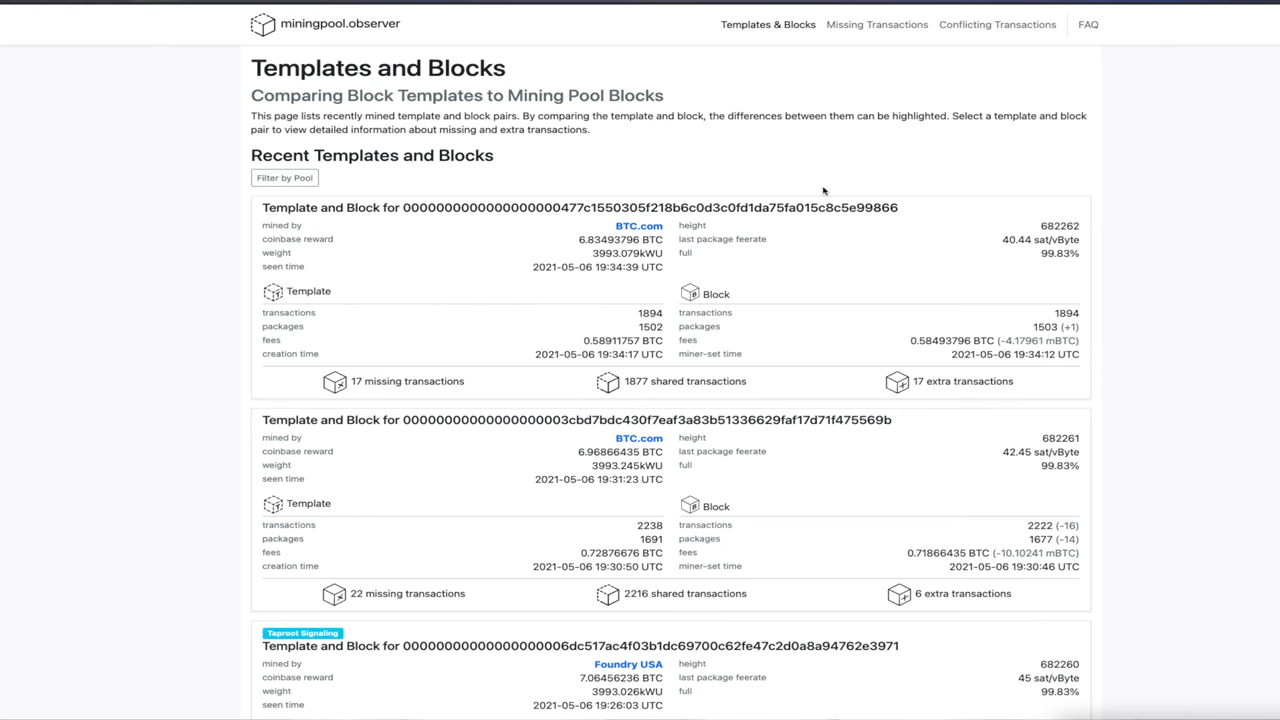 miningpool.observer
Templates & Blocks Missing Transactions Conflicting Transactions FAQ
Templates and Blocks
Comparing Block Templates to Mining Pool Blocks
This page lists recently mined template and block pairs. By comparing the template and block, the differences between them can be highlighted. Select a template and block
pair to view detailed information about missing and extra transactions.
Recent Templates and Blocks
Filter by Pool
Template and Block for 0000000000000000000477c1550305f218b6c0d3c0fd1da75fa015c8c5e99866
mined by BTC.com height 682262
coinbase reward 6.83493796 BTC last package feerate 40.44 sat/vByte
weight 3993.079kWU full 99.83%
seen time 2021-05-06 19:34:39 UTC
Template Block
transactions 1894 transactions 1894
packages 1502 packages 1503 (+1)
fees 0.58911757 BTC fees 0.58493796 BTC (-4.17961 mBTC)
creation time 2021-05-06 19:34:17 UTC miner-set time 2021-05-06 19:34:12 UTC
17 missing transactions 1877 shared transactions 17 extra transactions
Template and Block for 00000000000000000003cbd7bdc430f7eaf3a83b51336629faf17d71f475569b
mined by BTC.com height 682261
coinbase reward 6.96866435 BTC last package feerate 42.45 sat/vByte
weight 3993.245kWU full 99.83%
seen time 2021-05-06 19:31:23 UTC
Template Block
transactions 2238 transactions 2222 (-16)
packages 1691 packages 1677 (-14)
fees 0.72876676 BTC fees 0.71866435 BTC (-10.10241 mBTC)
creation time 2021-05-06 19:30:50 UTC miner-set time 2021-05-06 19:30:46 UTC
22 missing transactions 2216 shared transactions 6 extra transactions
Taproot Signaling
Template and Block for 00000000000000000006dc517ac4f03b1dc69700c62fe47c2d0a8a94762e3971
mined by Foundry USA height 682260
coinbase reward 7.06456236 BTC last package feerate 45 sat/vByte
weight 3993.026kWU full 99.83%
seen time 2021-05-06 19:26:03 UTC